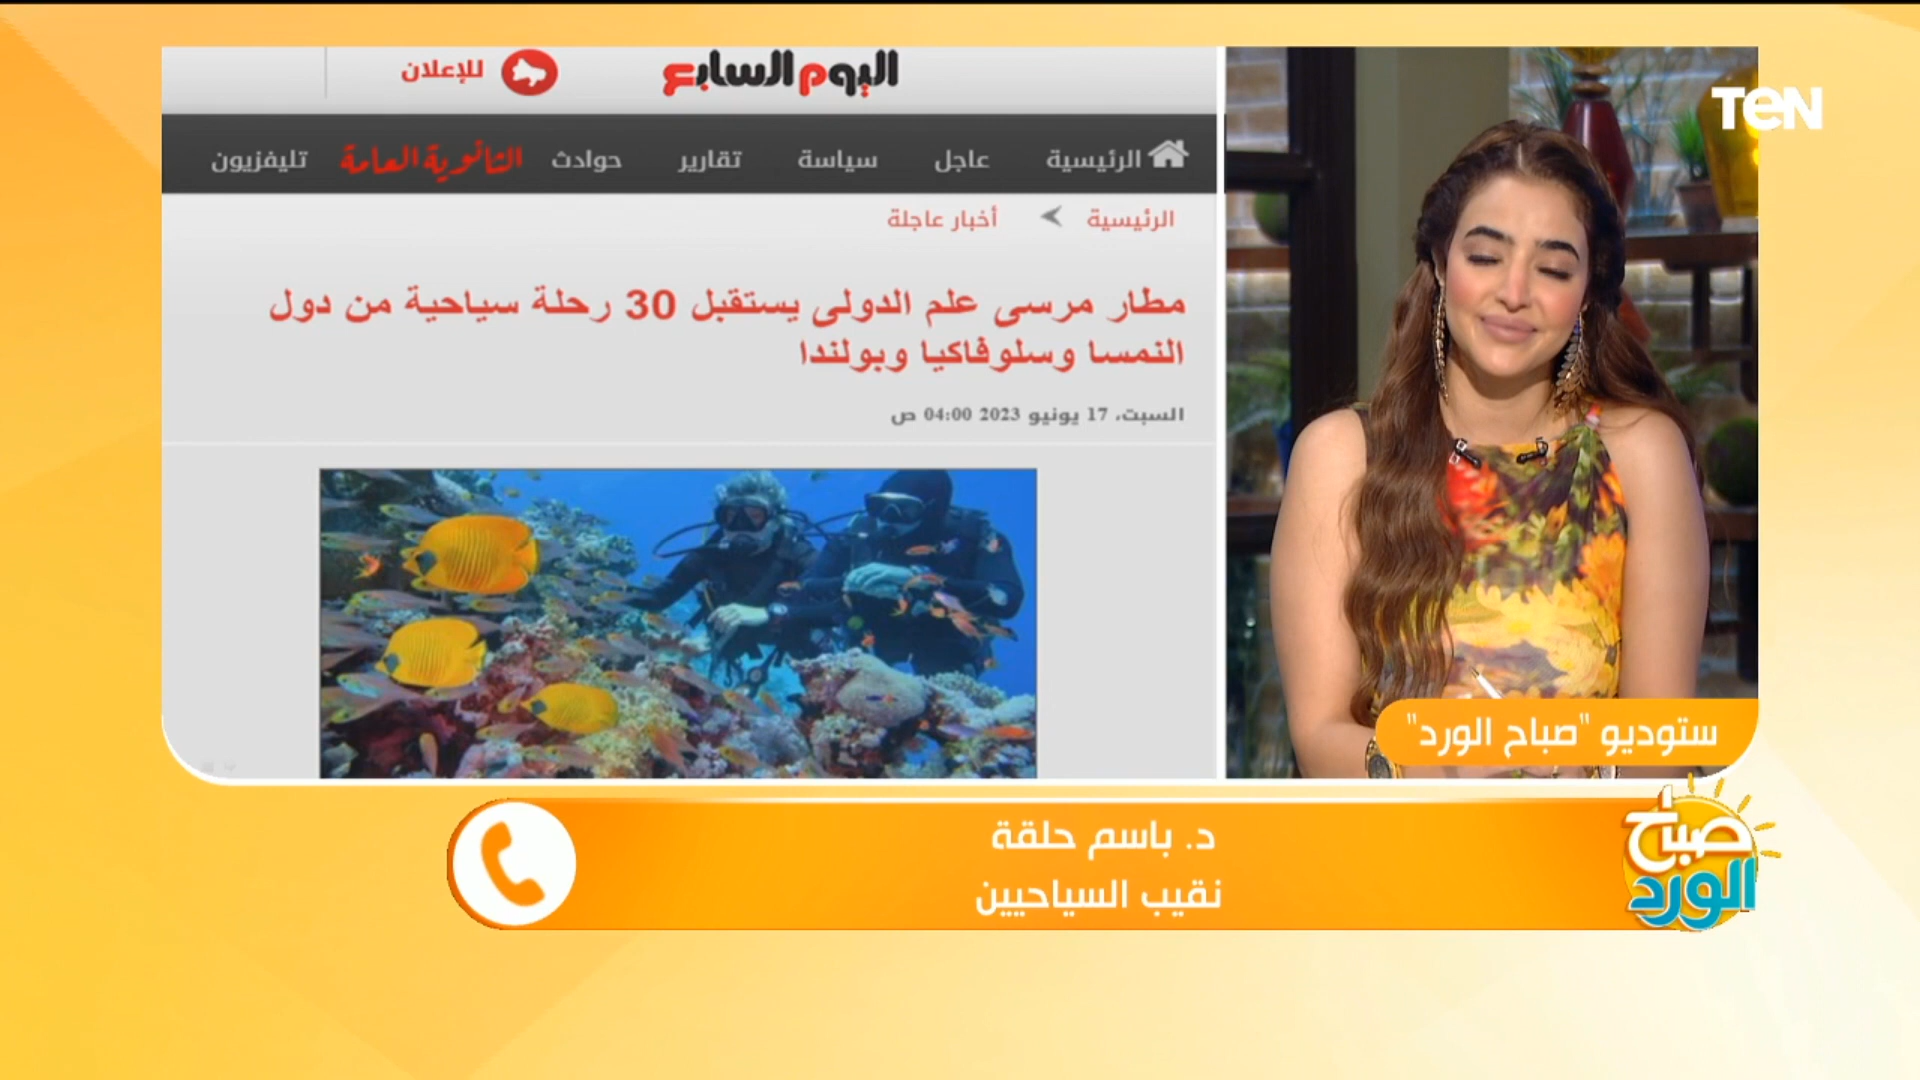 اليوم السابع
للإعلان
الرئيسية عاجل سياسة تقارير حوادث الثانوية العامة تليفزيون
الرئيسية أخبار عاجلة
مطار مرسى علم الدولى يستقبل 30 رحلة سياحية من دول
النمسا وسلوفاكيا وبولندا
السبت، 17 يونيو 2023 04:00 ص
TeN
ستوديو "صباح الورد"
د. باسم حلقة
نقيب السياحيين
صباح
الورد